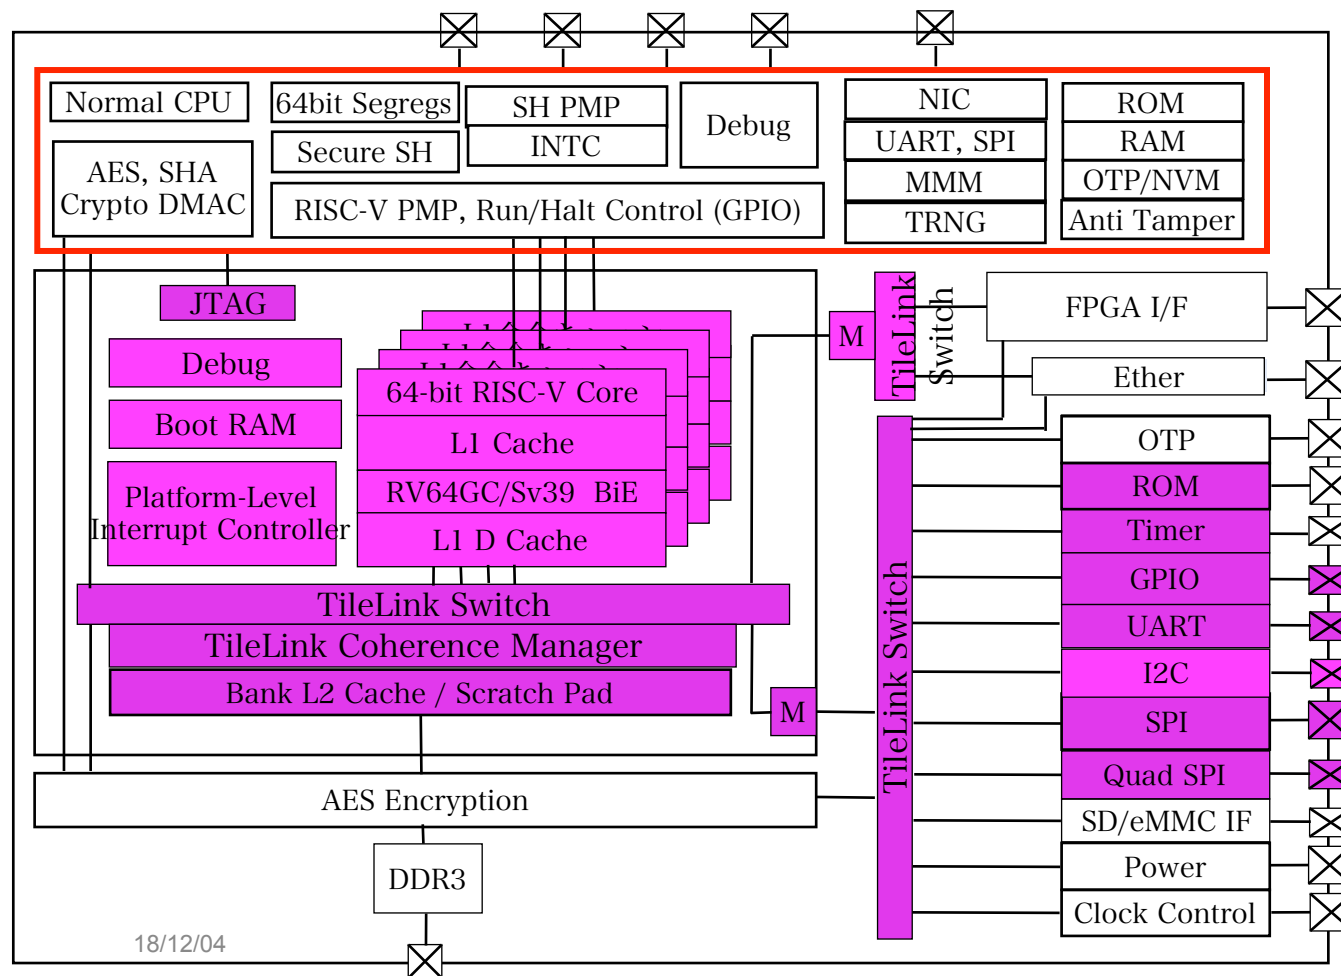 Normal CPU
64bit Segregs
SH PMP
Debug
NIC
ROM
AES, SHA
Crypto DMAC
Secure SH
INTC
UART, SPI
RAM
MMM
OTP/NVM
RISC-V PMP, Run/Halt Control (GPIO)
TRNG
Anti Tamper
JTAG
Debug
Boot RAM
Platform-Level
Interrupt Controller
64-bit RISC-V Core
L1 Cache
RV64GC/Sv39 BiE
L1 D Cache
TileLink Switch
TileLink Coherence Manager
Bank L2 Cache / Scratch Pad
M
M
TileLink
Switch
FPGA I/F
Ether
TileLink Switch
OTP
ROM
Timer
GPIO
UART
I2C
SPI
Quad SPI
SD/eMMC IF
Power
Clock Control
AES Encryption
DDR3
18/12/04